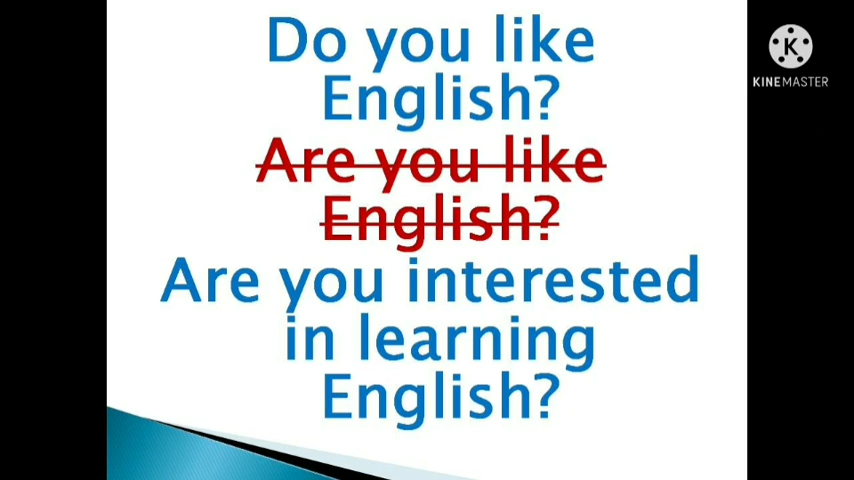 Do you like
English?
Are you like
English?
Are you interested
in learning
English?
K
KINEMASTER